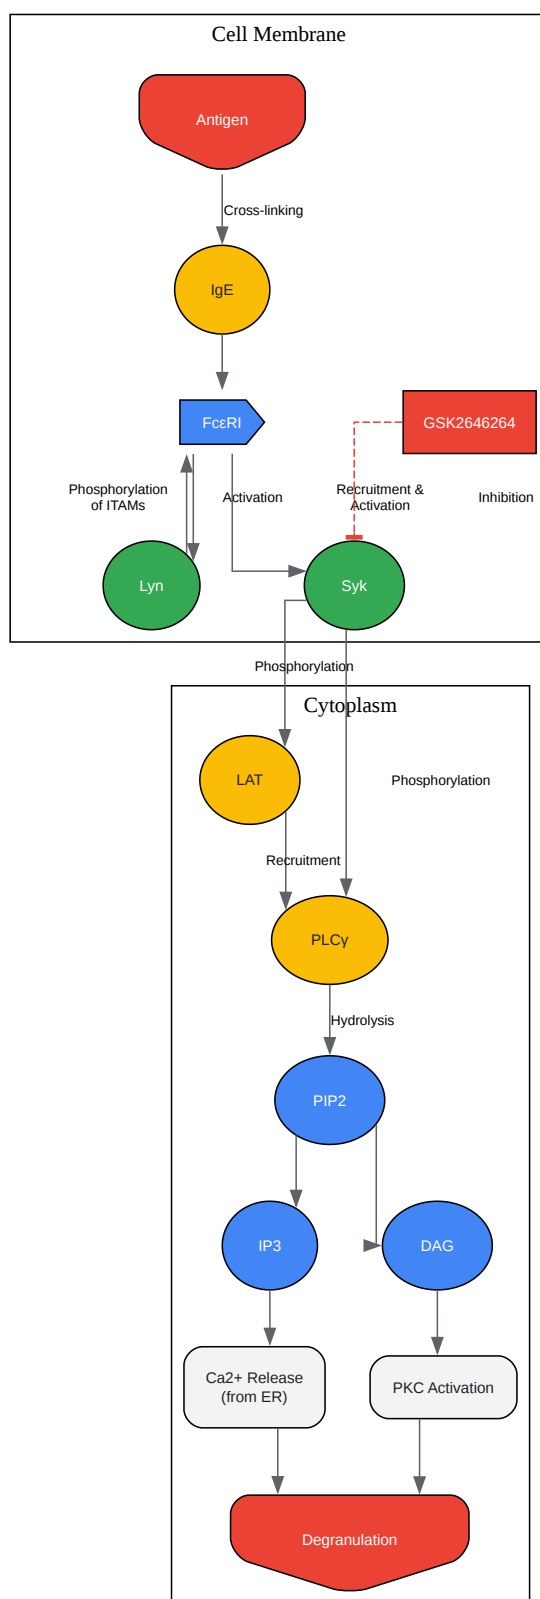 Cell Membrane
Antigen
Cross-linking
IgE
FcεRI
GSK2646264
Phosphorylation
of ITAMs
Activation
Recruitment &
Activation
Inhibition
Lyn
Syk
Phosphorylation
Cytoplasm
LAT
Phosphorylation
Recruitment
PLCγ
Hydrolysis
PIP2
IP3
DAG
Ca2+ Release
(from ER)
PKC Activation
Degranulation